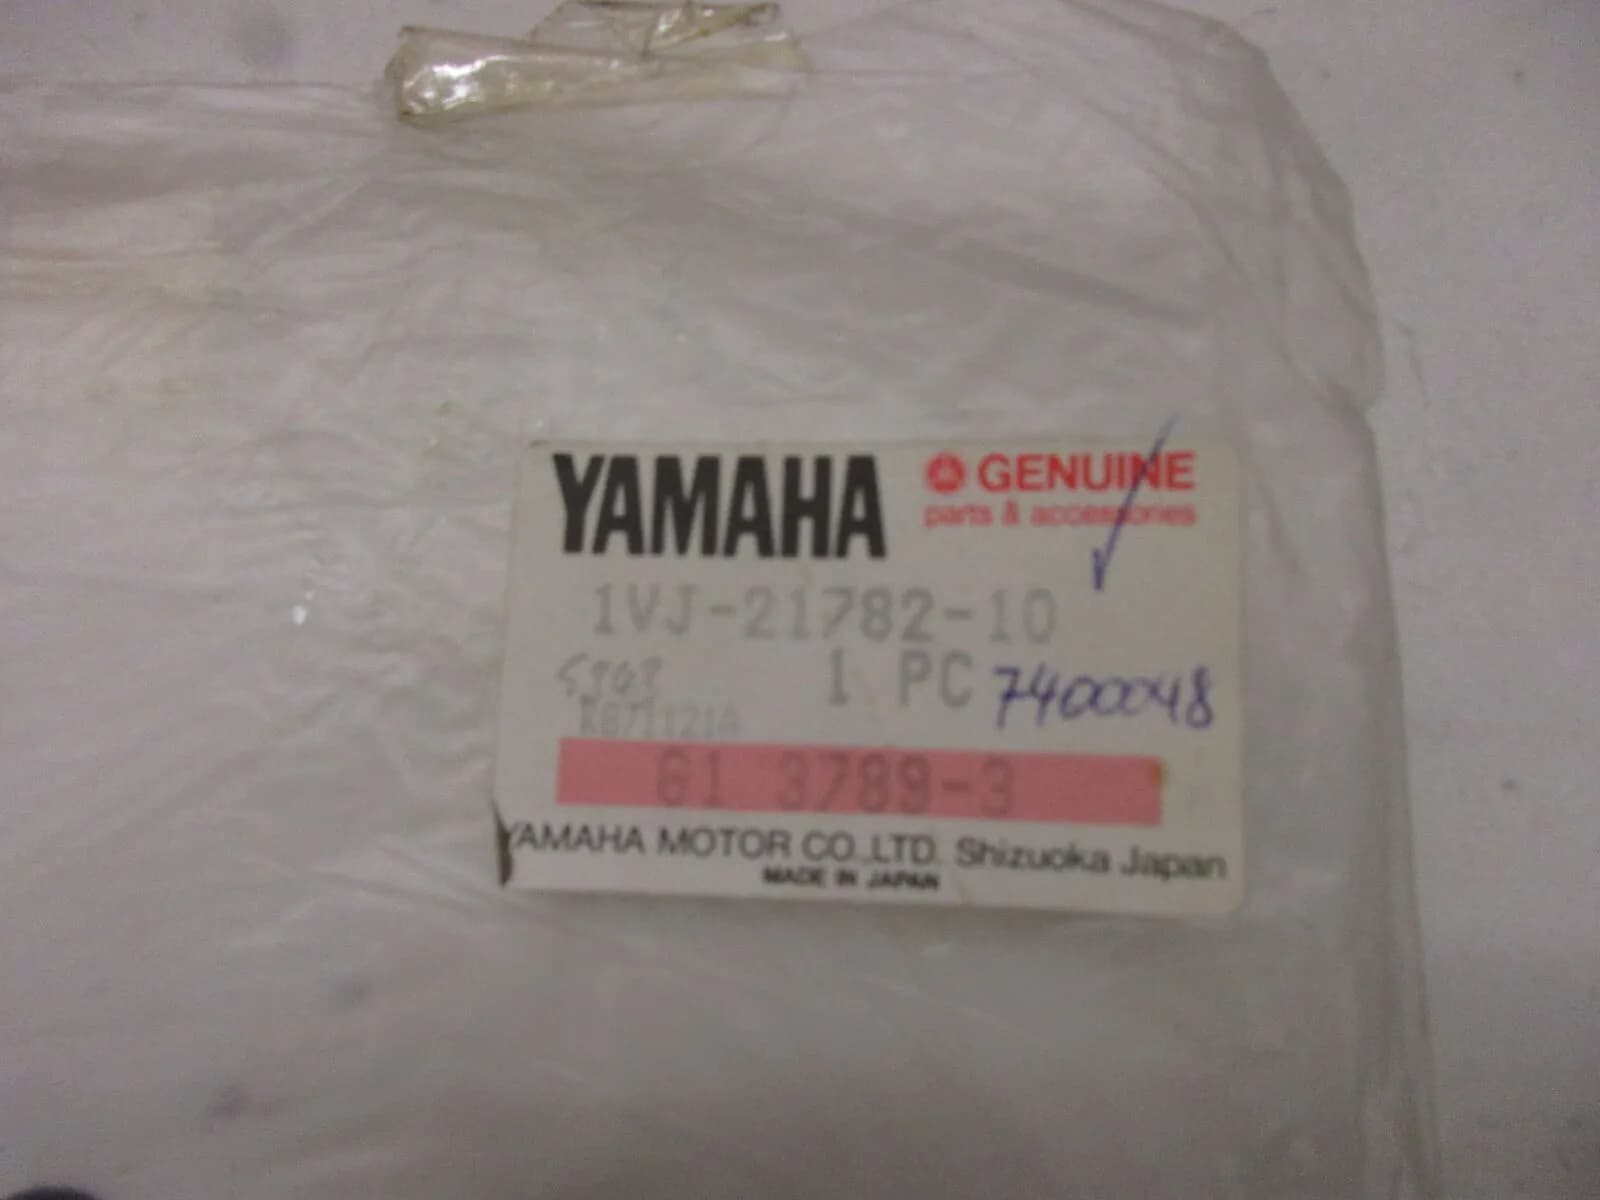 YAMAHA GENUINE
parts & accessories
1VJ-21782-10
1 PC 7400048
61 3789-3
YAMAHA MOTOR CO.,LTD. Shizuoka Japan
MADE IN JAPAN